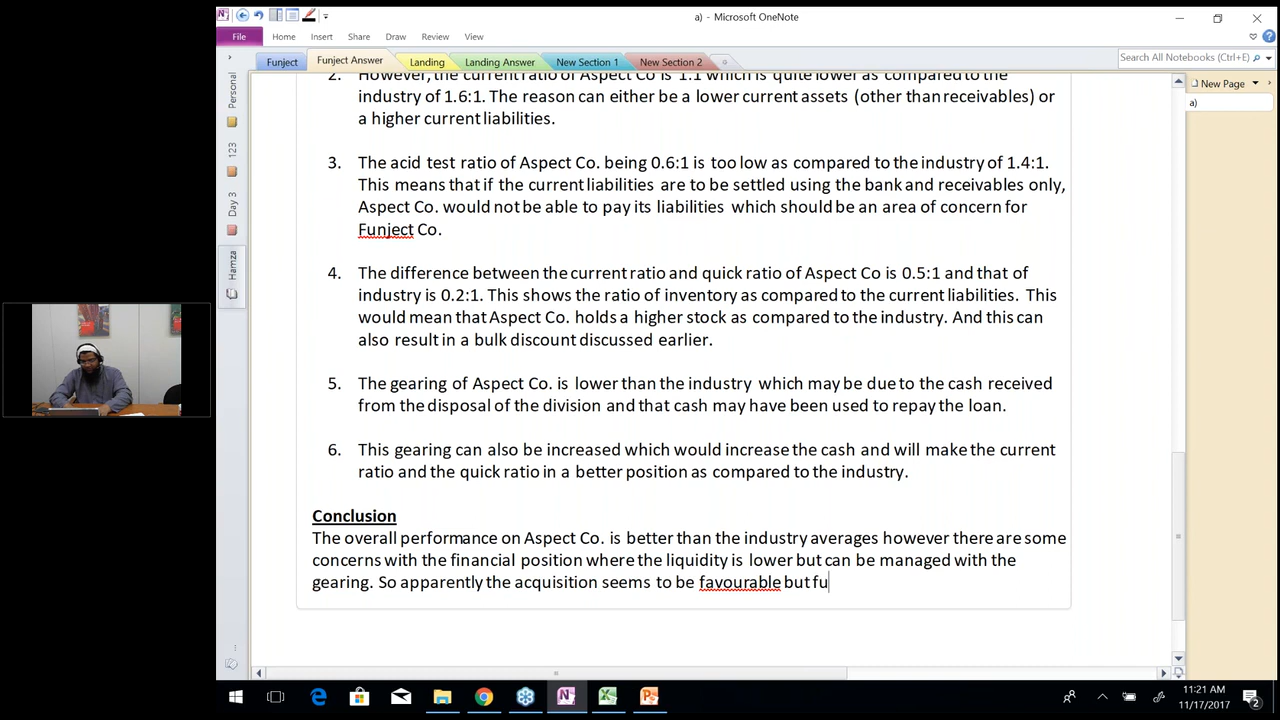 a) - Microsoft OneNote
File
Home
Insert
Share
Draw
Review
View
Funject
Funject Answer
Landing
Landing Answer
New Section 1
New Section 2
Search All Notebooks (Ctrl+E)
New Page
a)
Personal
123
Day 3
Hamza
2. However, the current ratio of Aspect Co is 1.1 which is quite lower as compared to the
industry of 1.6:1. The reason can either be a lower current assets (other than receivables) or
a higher current liabilities.
3. The acid test ratio of Aspect Co. being 0.6:1 is too low as compared to the industry of 1.4:1.
This means that if the current liabilities are to be settled using the bank and receivables only,
Aspect Co. would not be able to pay its liabilities which should be an area of concern for
Funject Co.
4. The difference between the current ratio and quick ratio of Aspect Co is 0.5:1 and that of
industry is 0.2:1. This shows the ratio of inventory as compared to the current liabilities. This
would mean that Aspect Co. holds a higher stock as compared to the industry. And this can
also result in a bulk discount discussed earlier.
5. The gearing of Aspect Co. is lower than the industry which may be due to the cash received
from the disposal of the division and that cash may have been used to repay the loan.
6. This gearing can also be increased which would increase the cash and will make the current
ratio and the quick ratio in a better position as compared to the industry.
Conclusion
The overall performance on Aspect Co. is better than the industry averages however there are some
concerns with the financial position where the liquidity is lower but can be managed with the
gearing. So apparently the acquisition seems to be favourable but fu
11:21 AM
11/17/2017
2